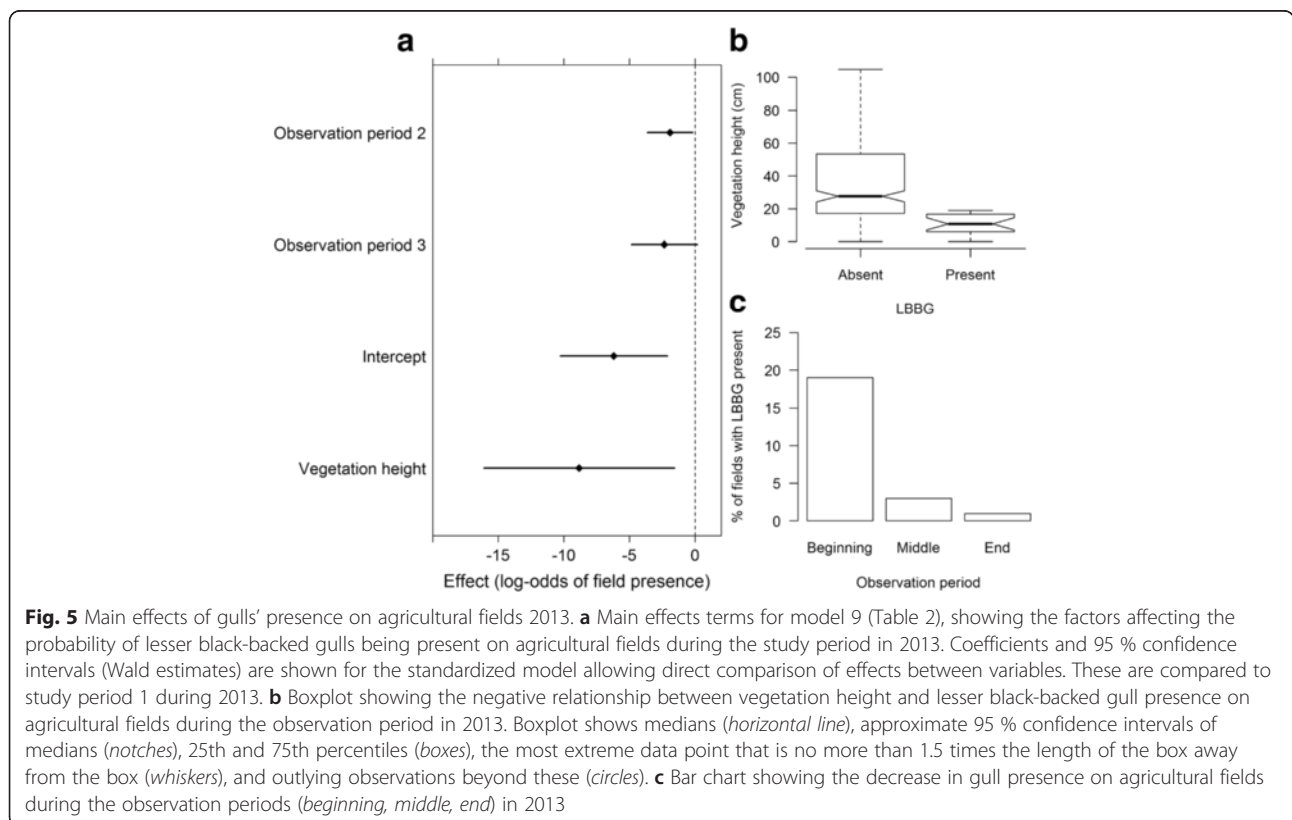 a
Observation period 2
Observation period 3
Intercept
Vegetation height
-15 -10 -5 0
Effect (log-odds of field presence)
b
Vegetation height (cm)
100
80
60
40
20
0
Absent Present
LBBG
c
% of fields with LBBG present
25
20
15
10
5
0
Beginning Middle End
Observation period
Fig. 5 Main effects of gulls' presence on agricultural fields 2013. a Main effects terms for model 9 (Table 2), showing the factors affecting the
probability of lesser black-backed gulls being present on agricultural fields during the study period in 2013. Coefficients and 95 % confidence
intervals (Wald estimates) are shown for the standardized model allowing direct comparison of effects between variables. These are compared to
study period 1 during 2013. b Boxplot showing the negative relationship between vegetation height and lesser black-backed gull presence on
agricultural fields during the observation period in 2013. Boxplot shows medians (horizontal line), approximate 95 % confidence intervals of
medians (notches), 25th and 75th percentiles (boxes), the most extreme data point that is no more than 1.5 times the length of the box away
from the box (whiskers), and outlying observations beyond these (circles). c Bar chart showing the decrease in gull presence on agricultural fields
during the observation periods (beginning, middle, end) in 2013